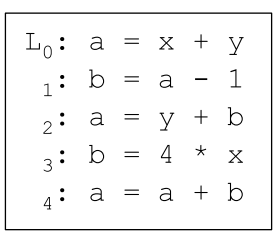 L₀: a = x + y
₁: b = a - 1
₂: a = y + b
₃: b = 4 * x
₄: a = a + b